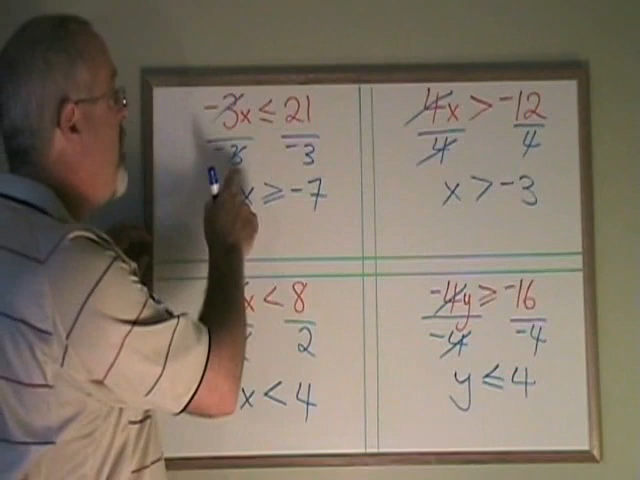 -3x ≤ 21
-3 -3
x ≥ -7
4x > -12
4 4
x > -3
x < 8
2
x < 4
-4y ≥ -16
-4 -4
y ≤ 4